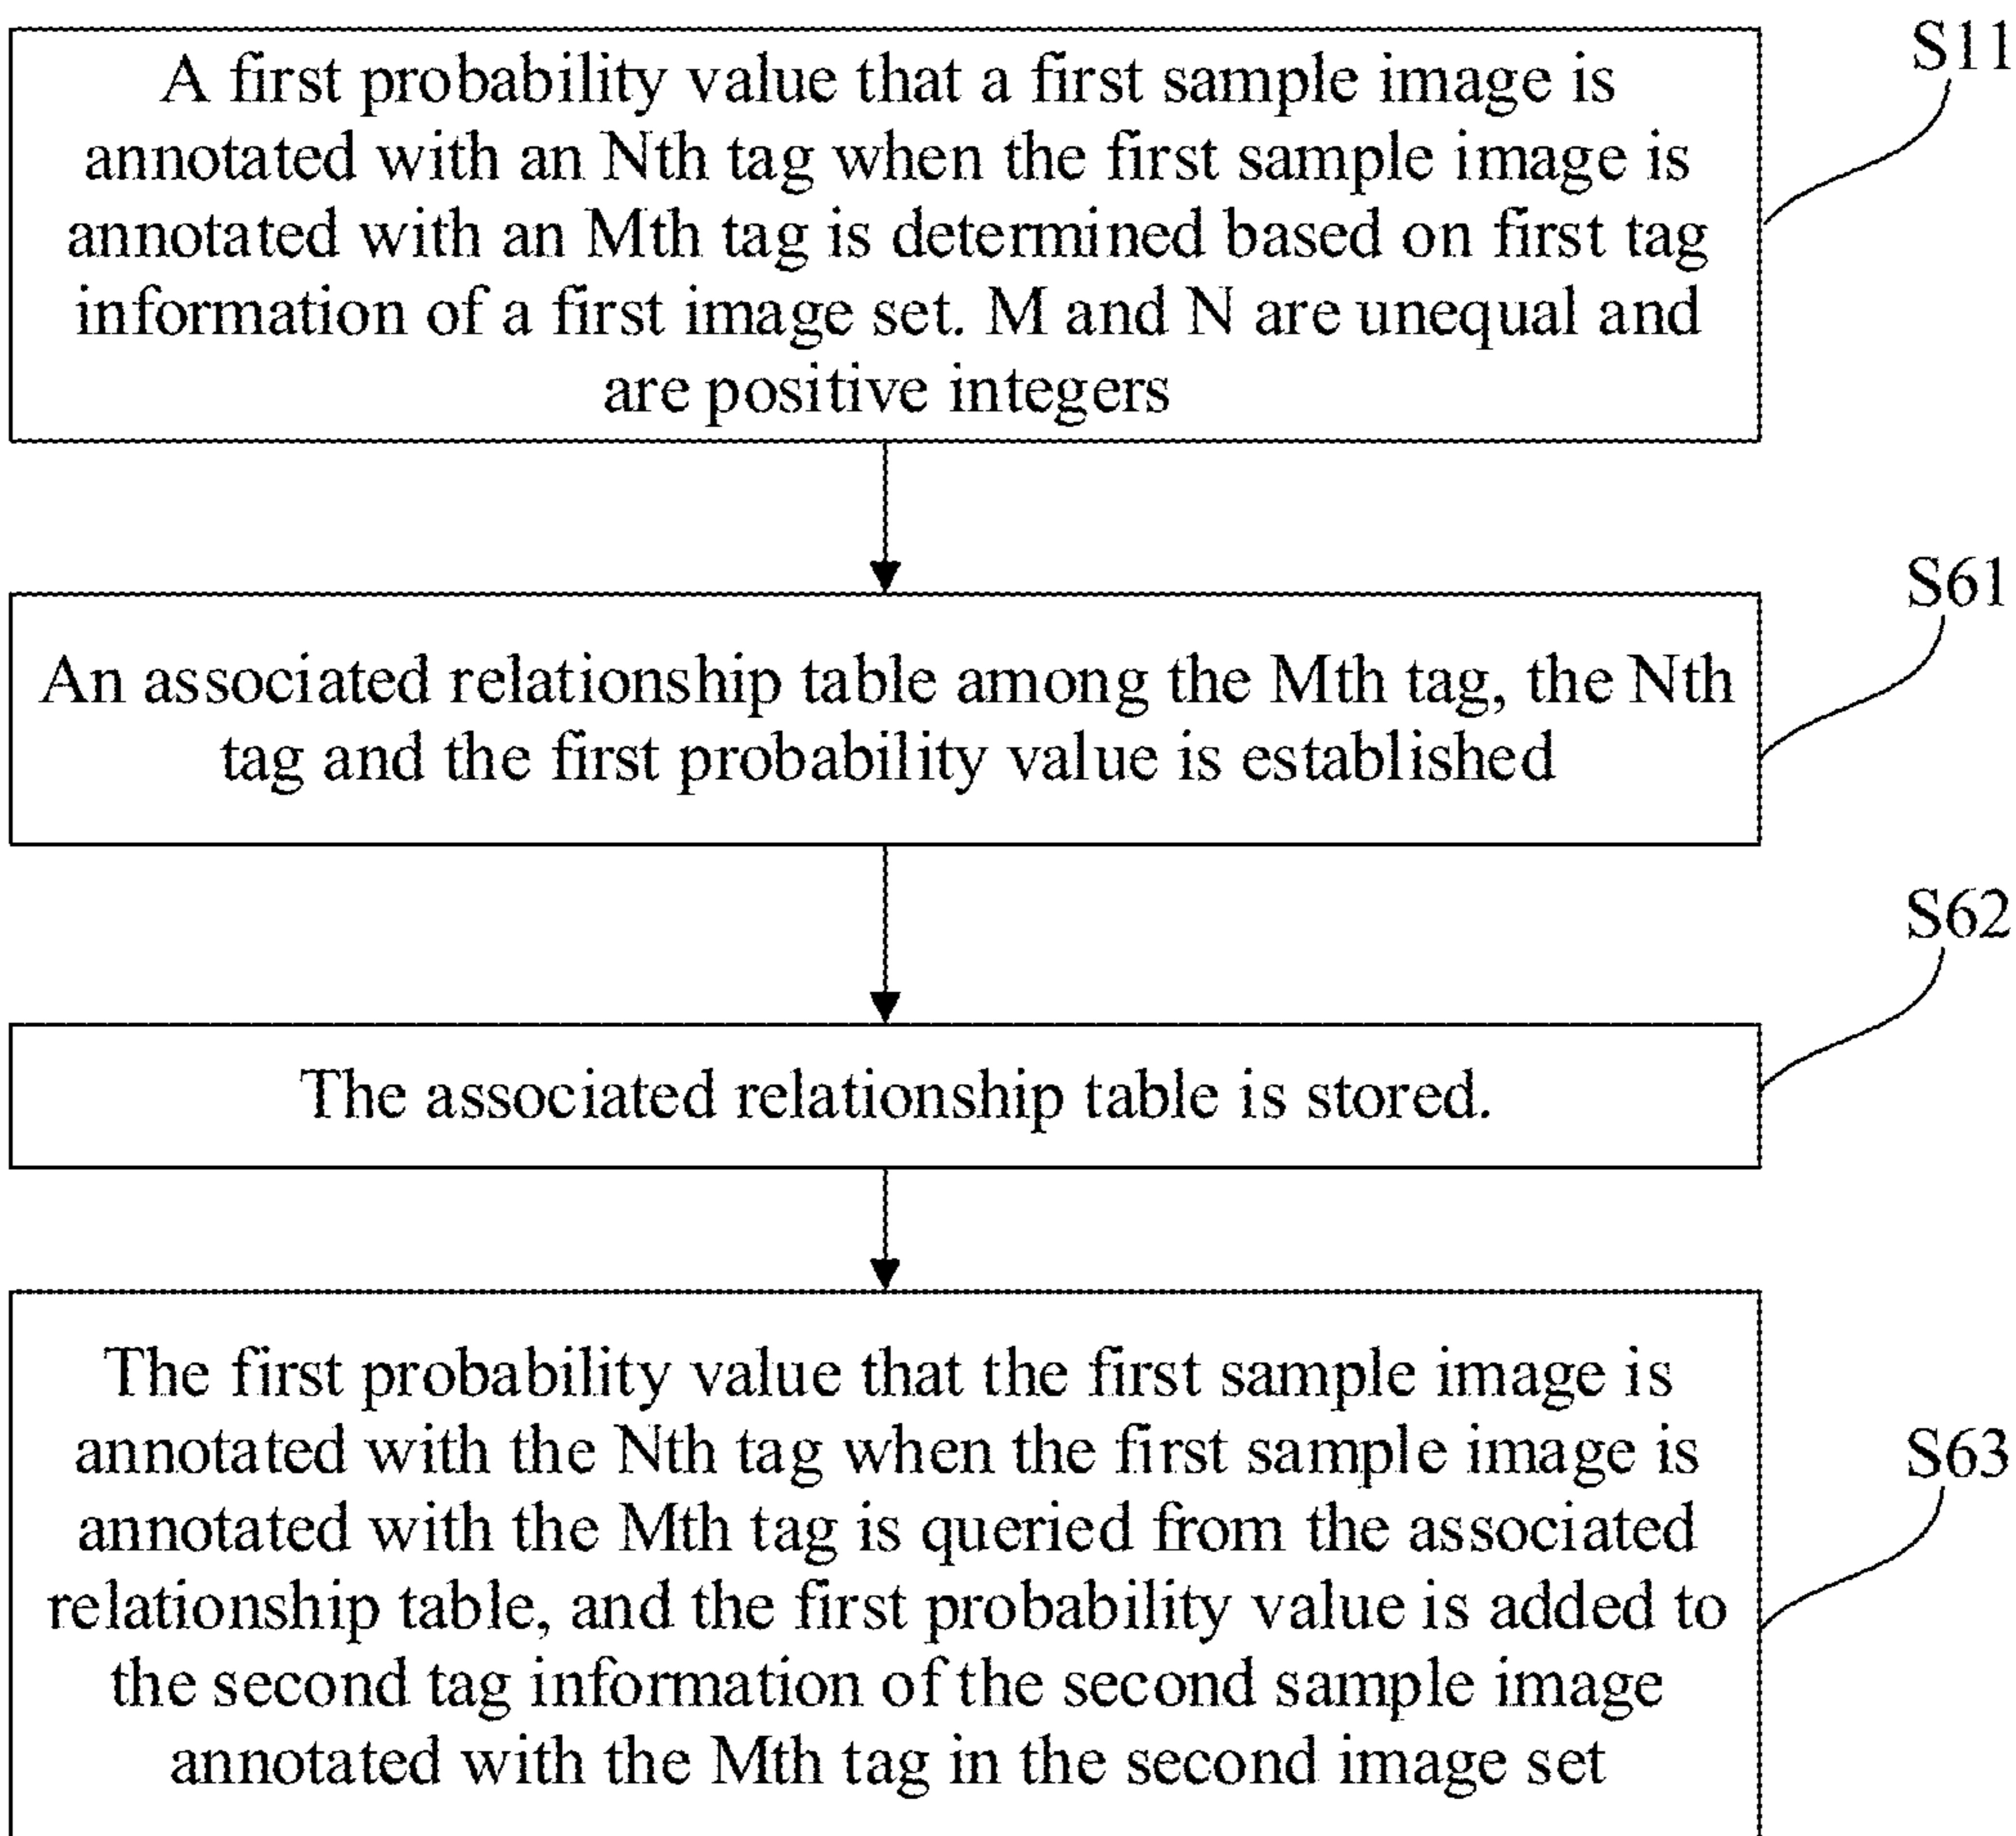 S11
A first probability value that a first sample image is
annotated with an Nth tag when the first sample image is
annotated with an Mth tag is determined based on first tag
information of a first image set. M and N are unequal and
are positive integers
S61
An associated relationship table among the Mth tag, the Nth
tag and the first probability value is established
S62
The associated relationship table is stored.
The first probability value that the first sample image is
annotated with the Nth tag when the first sample image is
S63
annotated with the Mth tag is queried from the associated
relationship table, and the first probability value is added to
the second tag information of the second sample image
annotated with the Mth tag in the second image set